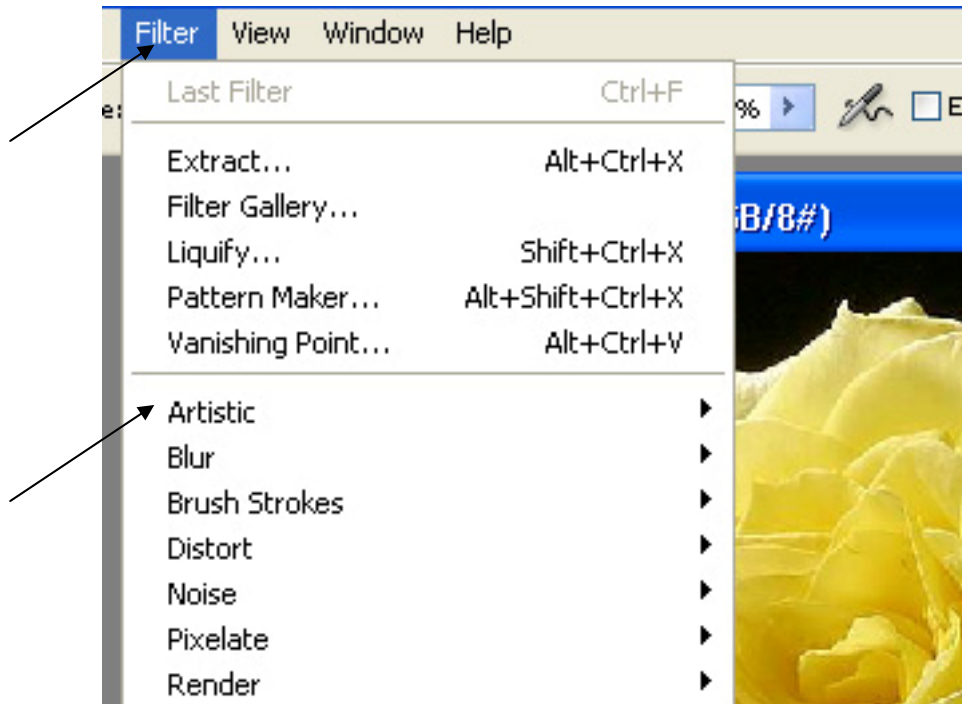 Filter View Window Help
Last Filter Ctrl+F
%
Extract... Alt+Ctrl+X
Filter Gallery...
Liquify... Shift+Ctrl+X
Pattern Maker... Alt+Shift+Ctrl+X
Vanishing Point... Alt+Ctrl+V
B/8#)
Artistic
Blur
Brush Strokes
Distort
Noise
Pixelate
Render